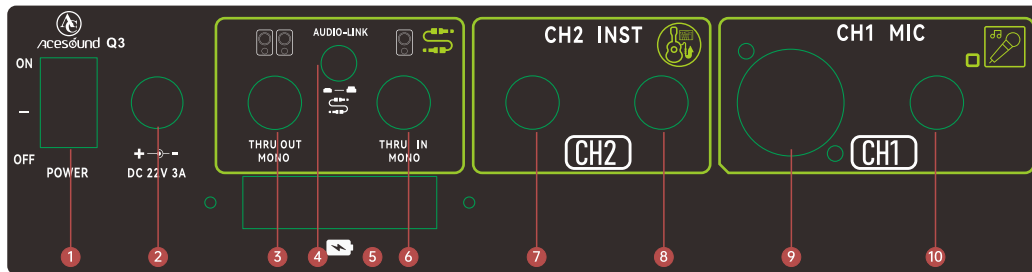 Acesound Q3
ON
—
OFF
POWER
+ -
DC 22V 3A
AUDIO-LINK
THRU OUT
MONO
THRU IN
MONO
CH2 INST
CH2
CH1 MIC
CH1
1
2
3
4
5
6
7
8
9
10